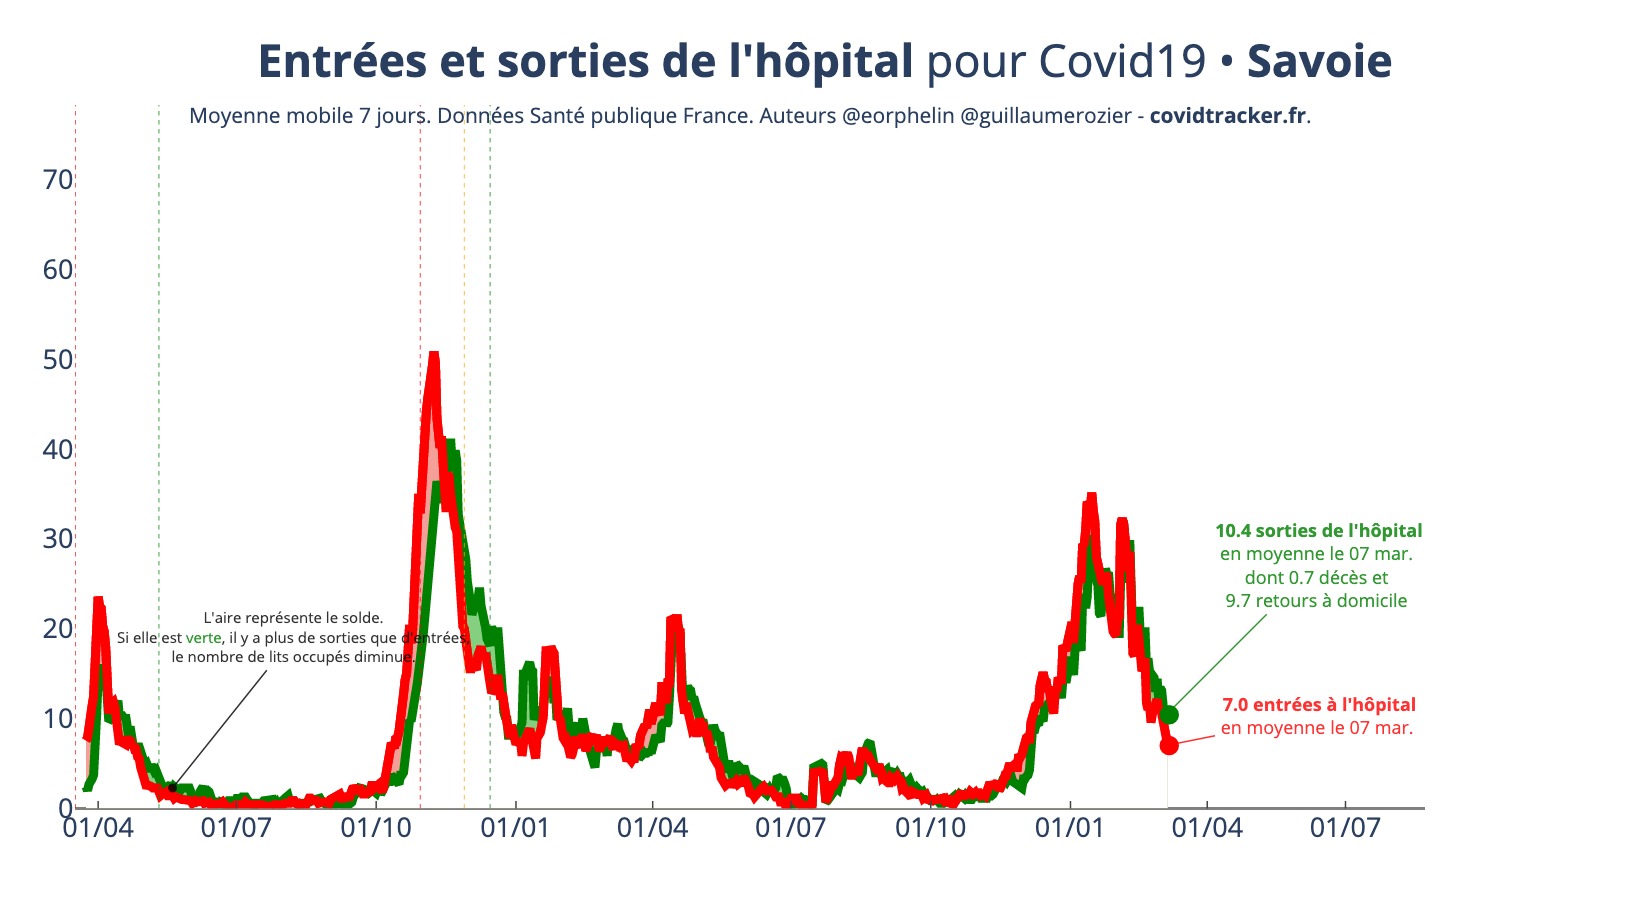 Entrées et sorties de l'hôpital pour Covid19 • Savoie
Moyenne mobile 7 jours. Données Santé publique France. Auteurs @eorphelin @guillaumerozier - covidtracker.fr.
70
60
50
40
30
20
10
0
L'aire représente le solde.
Si elle est verte, il y a plus de sorties que d'entrées,
le nombre de lits occupés diminue.
10.4 sorties de l'hôpital
en moyenne le 07 mar.
dont 0.7 décès et
9.7 retours à domicile
7.0 entrées à l'hôpital
en moyenne le 07 mar.
01/04 01/07 01/10 01/01 01/04 01/07 01/10 01/01 01/04 01/07